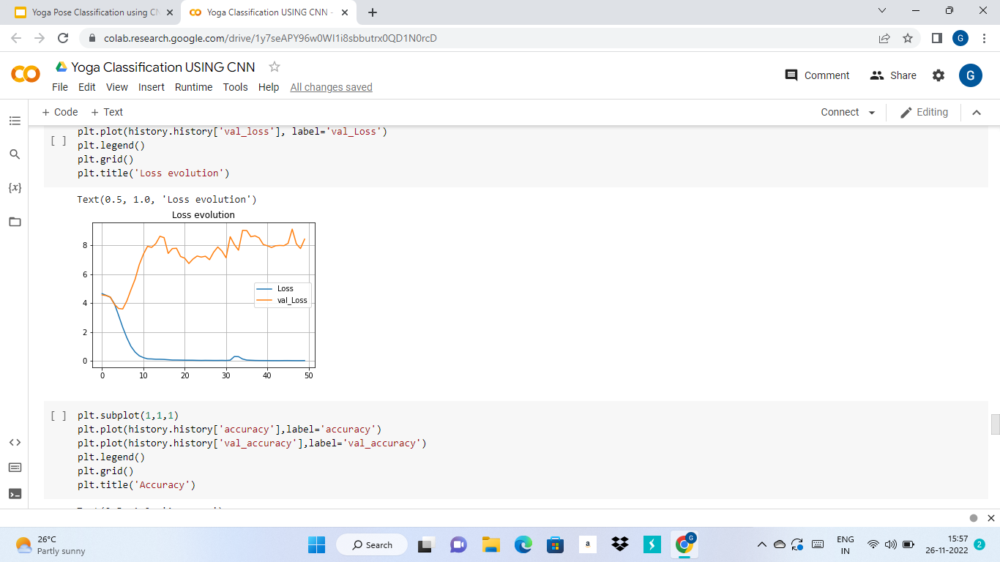 Yoga Pose Classification using CN
Yoga Classification USING CNN -
colab.research.google.com/drive/1y7seAPY96w0WI1i8sbbutrx0QD1N0rcD
G
Yoga Classification USING CNN
File Edit View Insert Runtime Tools Help All changes saved
Comment Share G
+ Code + Text
Connect Editing
[ ]
plt.plot(history.history['val_loss'], label='val_Loss')
plt.legend()
plt.grid()
plt.title('Loss evolution')
{x}
Text(0.5, 1.0, 'Loss evolution')
Loss evolution
8
6
4
2
0
Loss
val_Loss
0 10 20 30 40 50
[ ] plt.subplot(1,1,1)
plt.plot(history.history['accuracy'],label='accuracy')
plt.plot(history.history['val_accuracy'],label='val_accuracy')
plt.legend()
plt.grid()
plt.title('Accuracy')
26°C
Partly sunny
Search
a
G
ENG
IN
15:57
26-11-2022
2